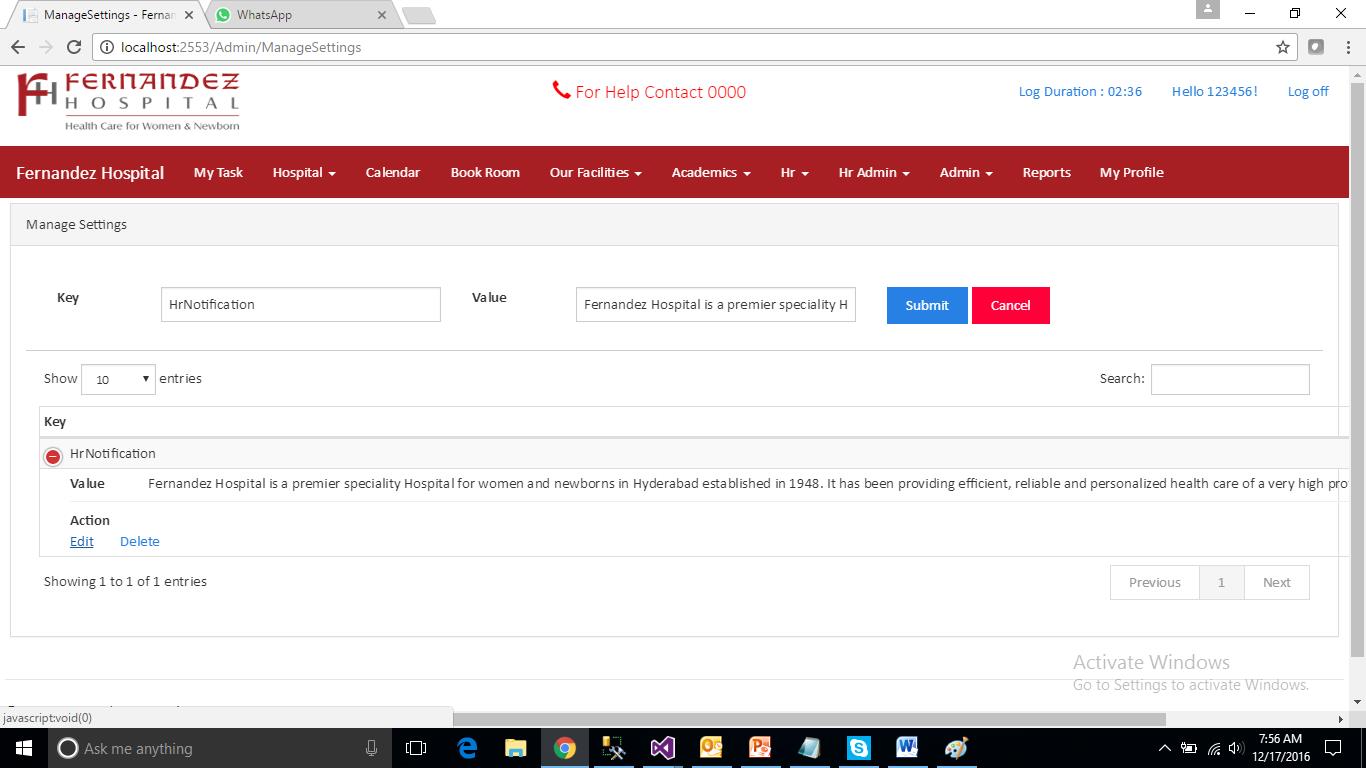 ManageSettings - Fernan
WhatsApp
localhost:2553/Admin/ManageSettings
FERNANDEZ
HOSPITAL
Health Care for Women & Newborn
For Help Contact 0000
Log Duration : 02:36
Hello 123456!
Log off
Fernandez Hospital
My Task
Hospital
Calendar
Book Room
Our Facilities
Academics
Hr
Hr Admin
Admin
Reports
My Profile
Manage Settings
Key
HrNotification
Value
Fernandez Hospital is a premier speciality H
Submit
Cancel
Show 10 entries
Search:
Key
HrNotification
Value Fernandez Hospital is a premier speciality Hospital for women and newborns in Hyderabad established in 1948. It has been providing efficient, reliable and personalized health care of a very high pro
Action
Edit Delete
Showing 1 to 1 of 1 entries
Previous 1 Next
Activate Windows
Go to Settings to activate Windows.
javascript:void(0)
Ask me anything
7:56 AM
12/17/2016